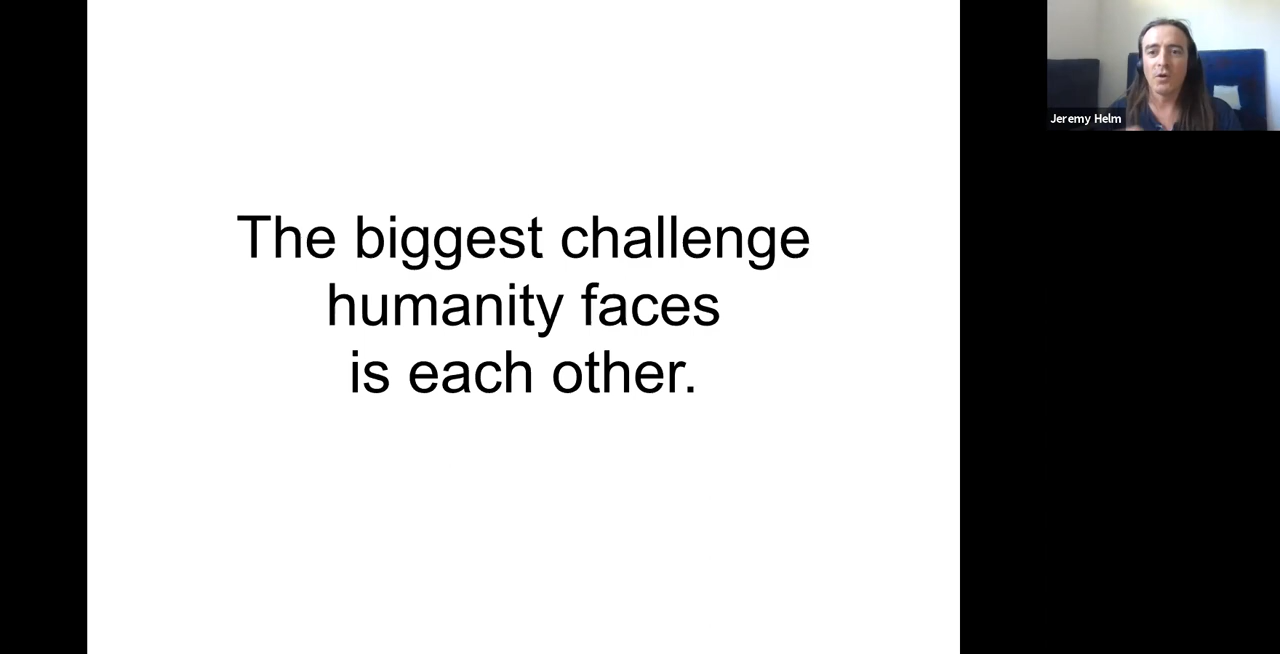 The biggest challenge
humanity faces
is each other.
Jeremy Helm